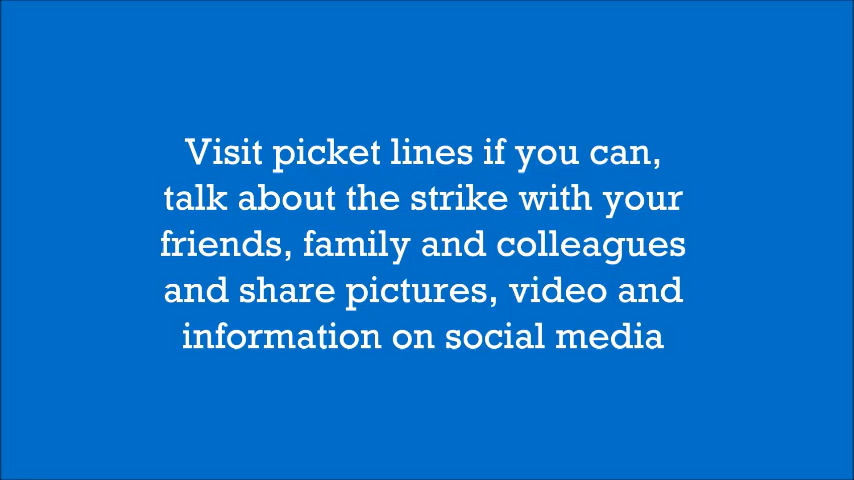 Visit picket lines if you can,
talk about the strike with your
friends, family and colleagues
and share pictures, video and
information on social media